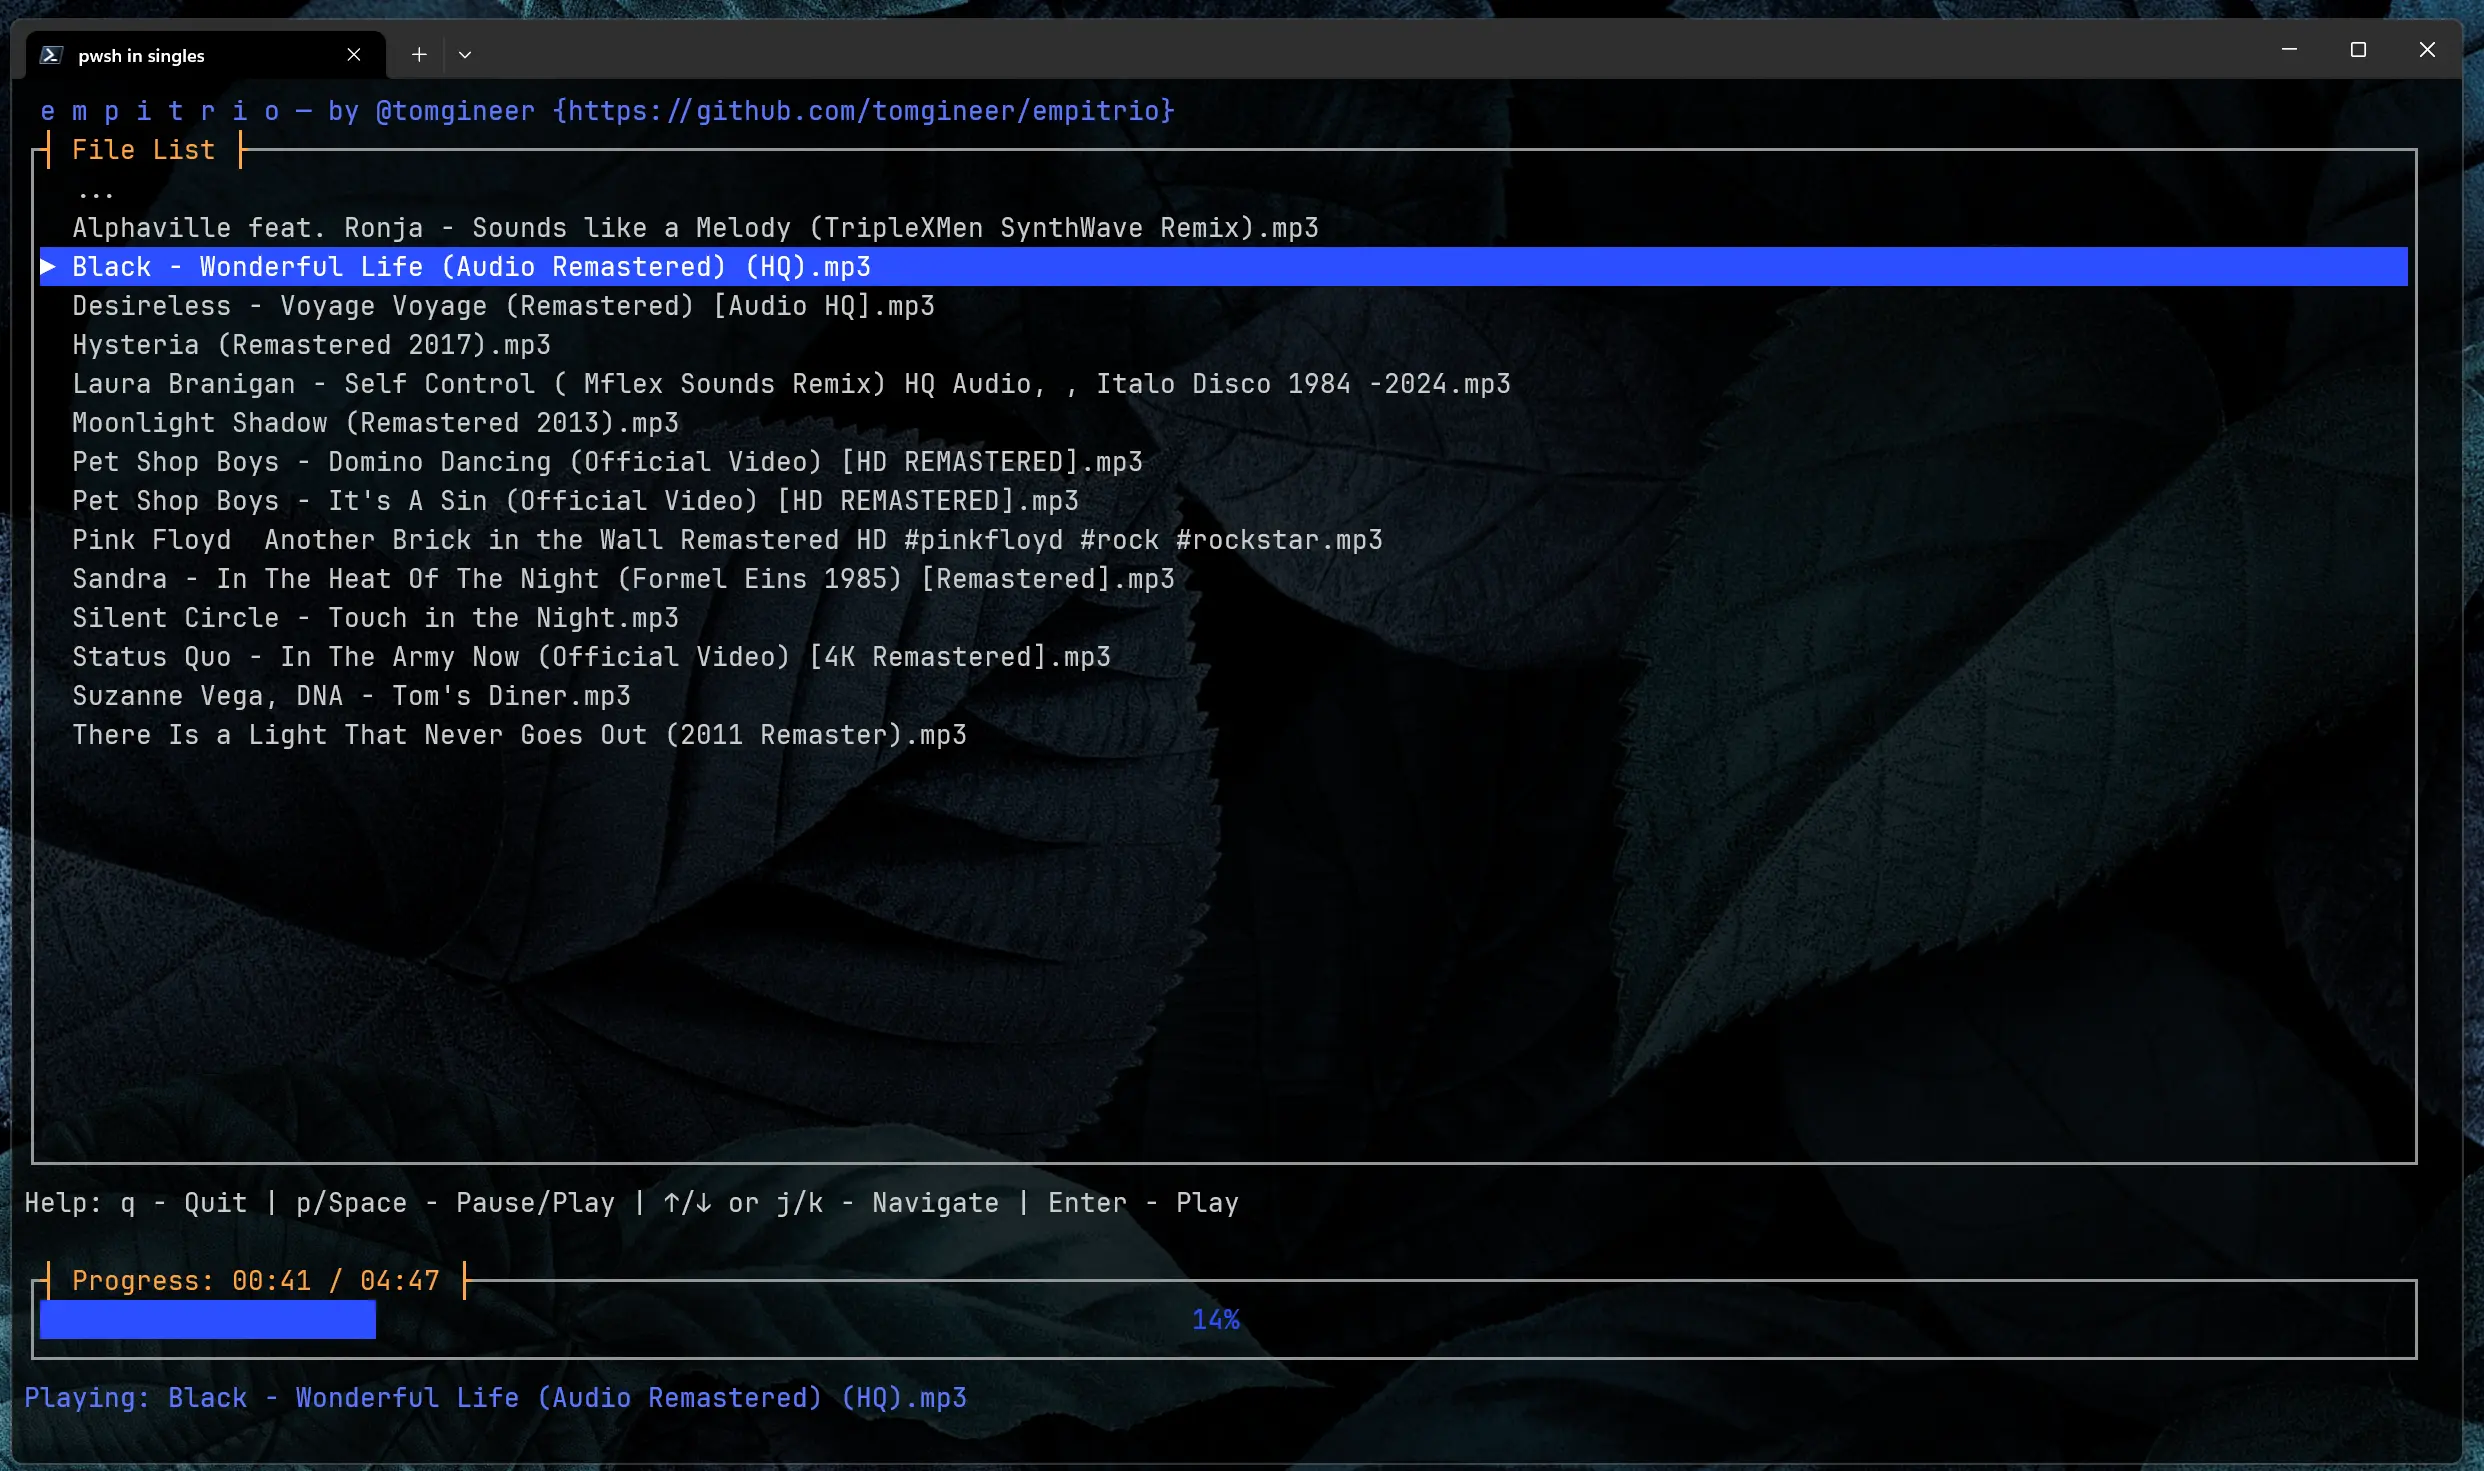 pwsh in singles
e m p i t r i o — by @tomgineer {https://github.com/tomgineer/empitrio}
File List
...
Alphaville feat. Ronja - Sounds like a Melody (TripleXMen SynthWave Remix).mp3
▶ Black - Wonderful Life (Audio Remastered) (HQ).mp3
Desireless - Voyage Voyage (Remastered) [Audio HQ].mp3
Hysteria (Remastered 2017).mp3
Laura Branigan - Self Control ( Mflex Sounds Remix) HQ Audio, , Italo Disco 1984 -2024.mp3
Moonlight Shadow (Remastered 2013).mp3
Pet Shop Boys - Domino Dancing (Official Video) [HD REMASTERED].mp3
Pet Shop Boys - It's A Sin (Official Video) [HD REMASTERED].mp3
Pink Floyd  Another Brick in the Wall Remastered HD #pinkfloyd #rock #rockstar.mp3
Sandra - In The Heat Of The Night (Formel Eins 1985) [Remastered].mp3
Silent Circle - Touch in the Night.mp3
Status Quo - In The Army Now (Official Video) [4K Remastered].mp3
Suzanne Vega, DNA - Tom's Diner.mp3
There Is a Light That Never Goes Out (2011 Remaster).mp3
Help: q - Quit | p/Space - Pause/Play | ↑/↓ or j/k - Navigate | Enter - Play
Progress: 00:41 / 04:47
14%
Playing: Black - Wonderful Life (Audio Remastered) (HQ).mp3